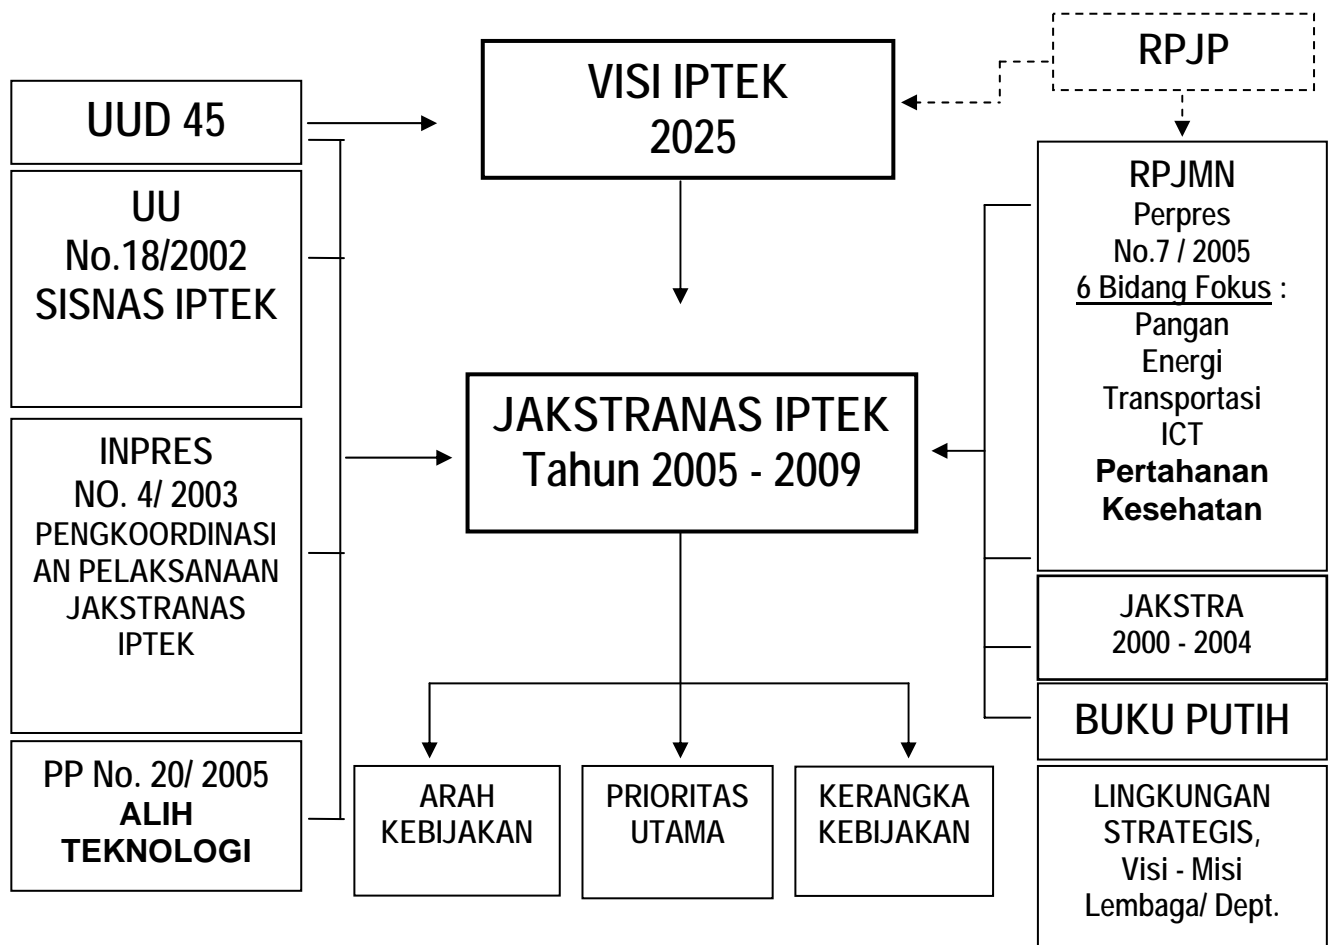 RPJP
VISI IPTEK
2025
UUD 45
UU
No.18/2002
SISNAS IPTEK
RPJMN
Perpres
No.7 / 2005
6 Bidang Fokus :
Pangan
Energi
Transportasi
ICT
Pertahanan
Kesehatan
JAKSTRANAS IPTEK
Tahun 2005 - 2009
INPRES
NO. 4/ 2003
PENGKOORDINASI
AN PELAKSANAAN
JAKSTRANAS
IPTEK
JAKSTRA
2000 - 2004
BUKU PUTIH
PP No. 20/ 2005
ALIH
TEKNOLOGI
ARAH
KEBIJAKAN
PRIORITAS
UTAMA
KERANGKA
KEBIJAKAN
LINGKUNGAN
STRATEGIS,
Visi - Misi
Lembaga/ Dept.